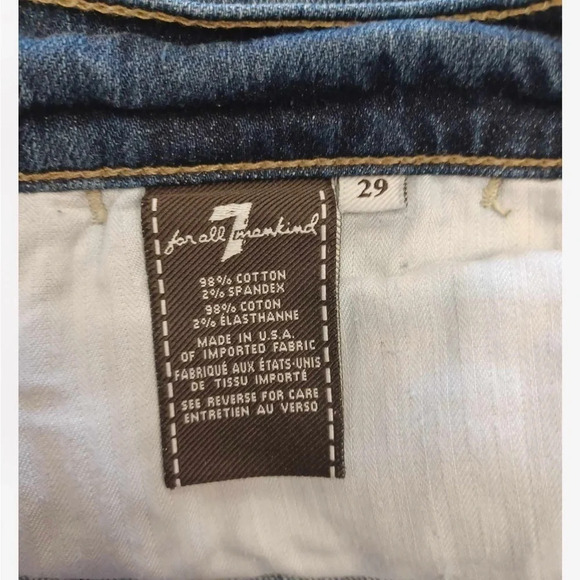 7
for all mankind
29
98% COTTON
2% SPANDEX
98% COTON
2% ÉLASTHANNE
MADE IN U.S.A.
OF IMPORTED FABRIC
FABRIQUÉ AUX ÉTATS-UNIS
DE TISSU IMPORTÉ
SEE REVERSE FOR CARE
ENTRETIEN AU VERSO